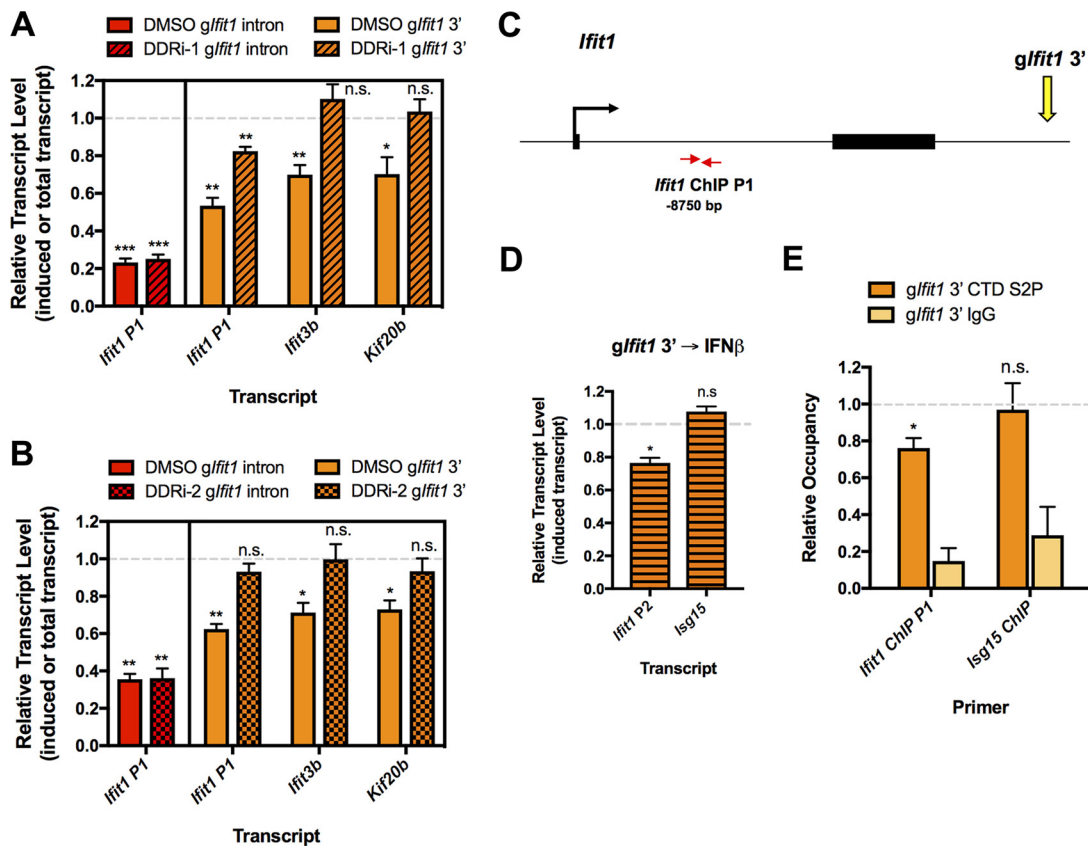 A
DMSO gIfit1 intron
DMSO gIfit1 3’
DDRi-1 gIfit1 intron
DDRi-1 gIfit1 3’
Relative Transcript Level
(induced or total transcript)
1.2
1.0
0.8
0.6
0.4
0.2
0.0
***
***
**
**
**
n.s.
*
n.s.
Ifit1 P1
Ifit1 P1
Ifit3b
Kif20b
Transcript
B
DMSO gIfit1 intron
DMSO gIfit1 3’
DDRi-2 gIfit1 intron
DDRi-2 gIfit1 3’
Relative Transcript Level
(induced or total transcript)
1.2
1.0
0.8
0.6
0.4
0.2
0.0
**
**
**
n.s.
*
n.s.
*
n.s.
Ifit1 P1
Ifit1 P1
Ifit3b
Kif20b
Transcript
C
Ifit1
gIfit1 3’
Ifit1 ChIP P1
-8750 bp
D
gIfit1 3’ → IFNβ
Relative Transcript Level
(induced transcript)
1.2
1.0
0.8
0.6
0.4
0.2
0.0
*
n.s
Ifit1 P2
Isg15
Transcript
E
gIfit1 3’ CTD S2P
gIfit1 3’ IgG
Relative Occupancy
1.2
1.0
0.8
0.6
0.4
0.2
0.0
*
n.s.
Ifit1 ChIP P1
Isg15 ChIP
Primer